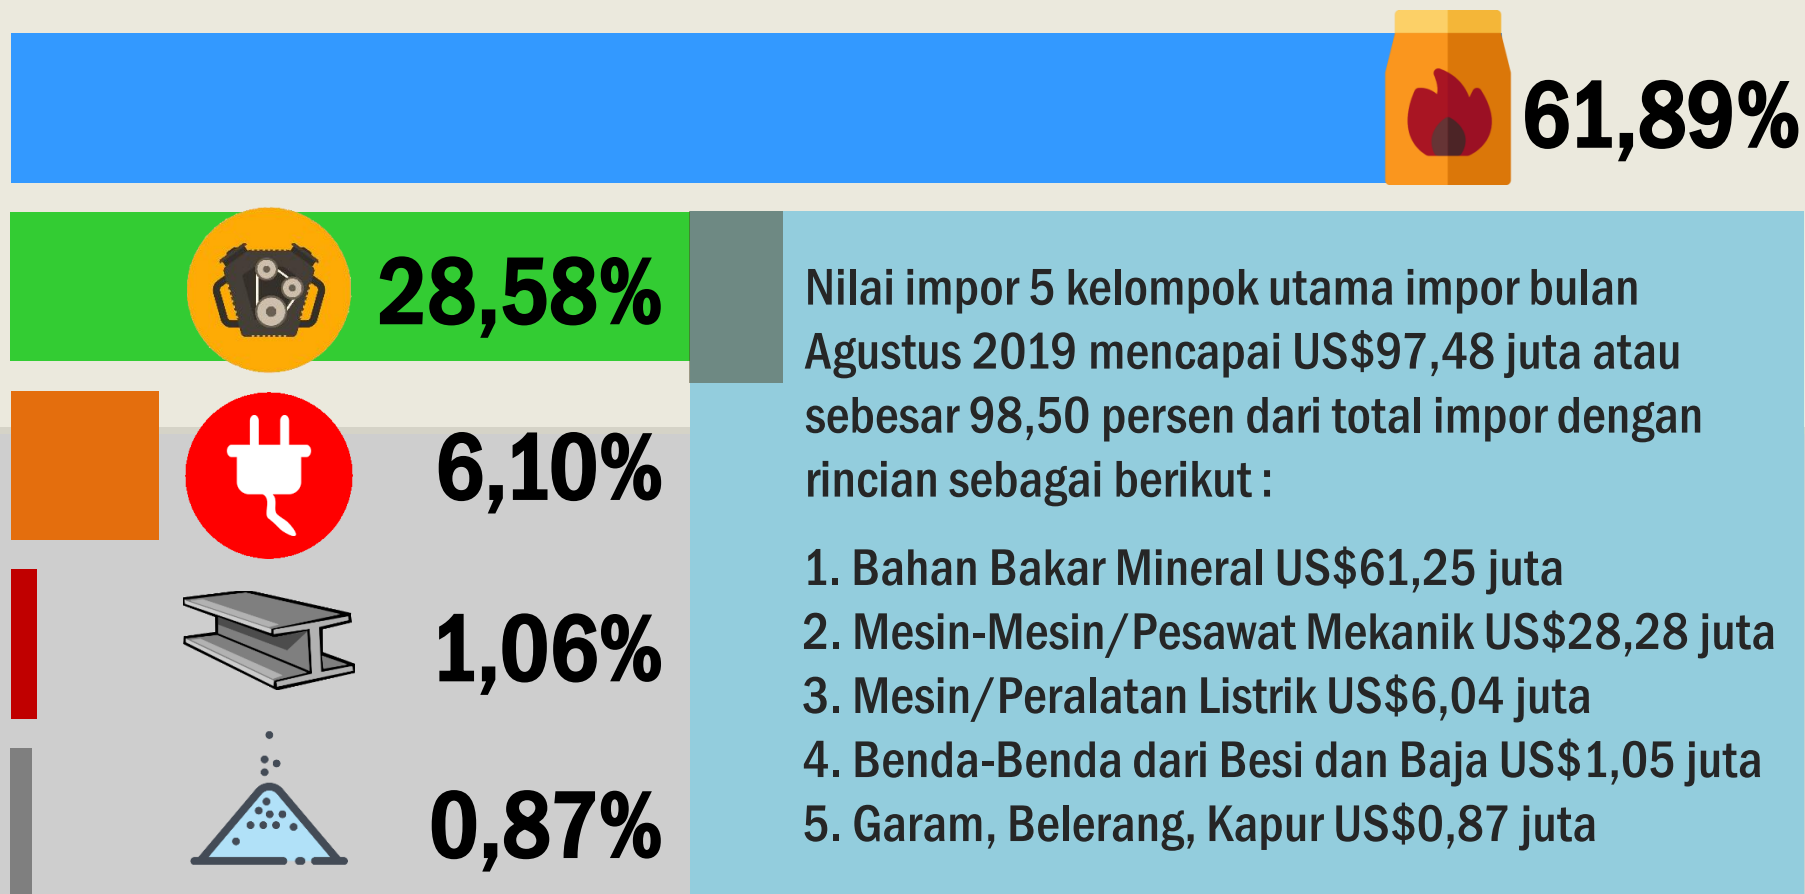 61,89%
28,58%
6,10%
1,06%
0,87%
Nilai impor 5 kelompok utama impor bulan
Agustus 2019 mencapai US$97,48 juta atau
sebesar 98,50 persen dari total impor dengan
rincian sebagai berikut :
1. Bahan Bakar Mineral US$61,25 juta
2. Mesin-Mesin/Pesawat Mekanik US$28,28 juta
3. Mesin/Peralatan Listrik US$6,04 juta
4. Benda-Benda dari Besi dan Baja US$1,05 juta
5. Garam, Belerang, Kapur US$0,87 juta